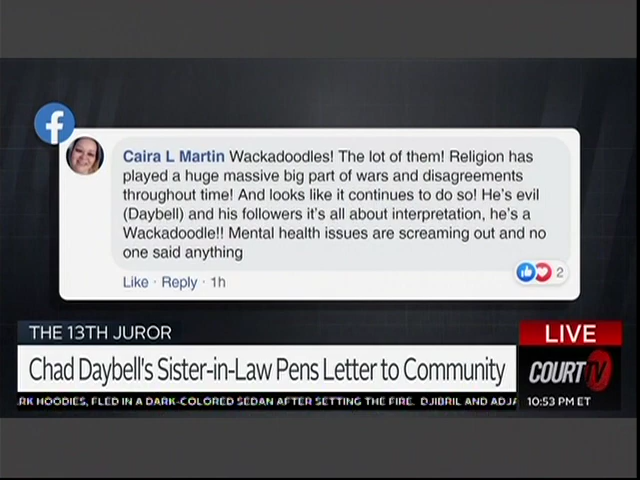 Caira L Martin Wackadoodles! The lot of them! Religion has
played a huge massive big part of wars and disagreements
throughout time! And looks like it continues to do so! He's evil
(Daybell) and his followers it's all about interpretation, he's a
Wackadoodle!! Mental health issues are screaming out and no
one said anything
Like · Reply · 1h
2
THE 13TH JUROR
LIVE
Chad Daybell's Sister-in-Law Pens Letter to Community
COURT TV
RK HOODIES, FLED IN A DARK-COLORED SEDAN AFTER SETTING THE FIRE. DJIBRIL AND ADJA
10:53 PM ET